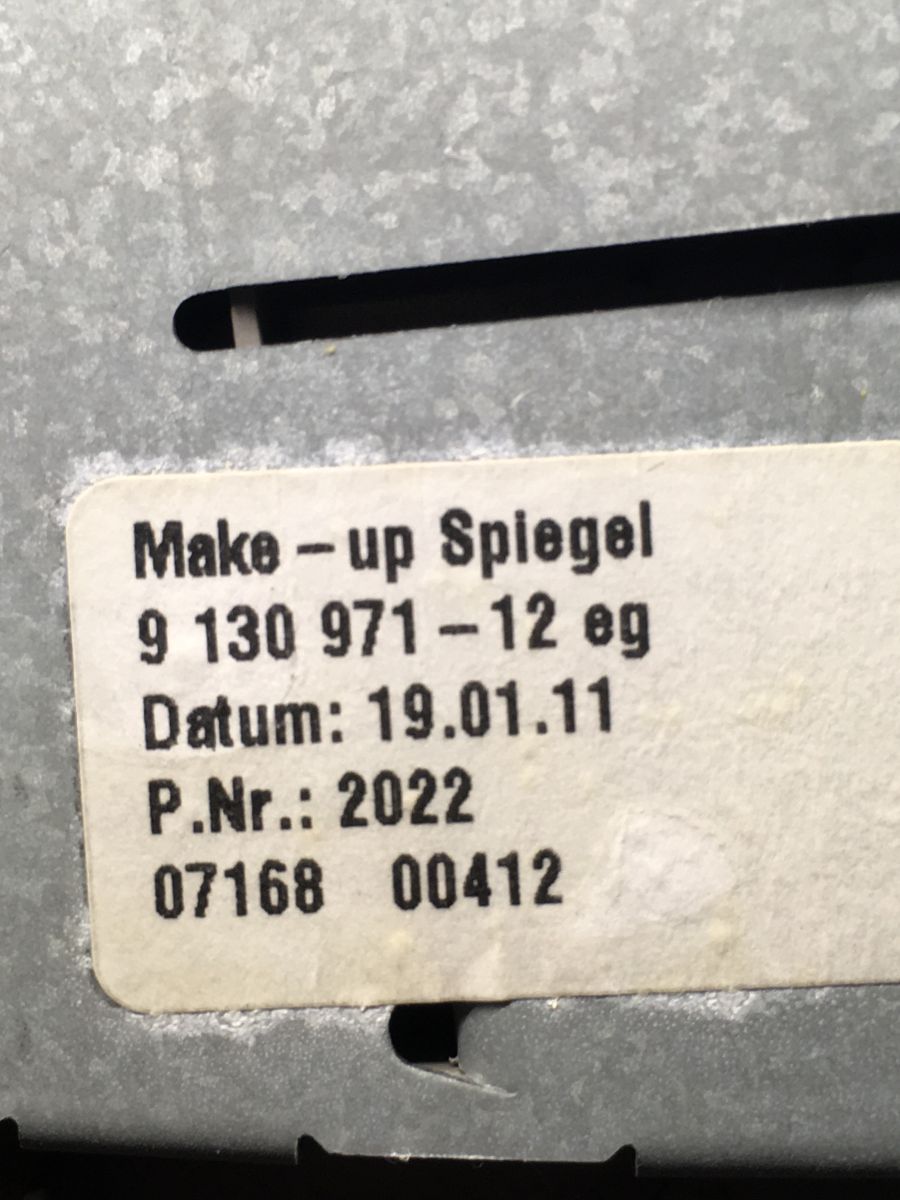 Make-up Spiegel
9 130 971-12 eg
Datum: 19.01.11
P.Nr.: 2022
07168 00412